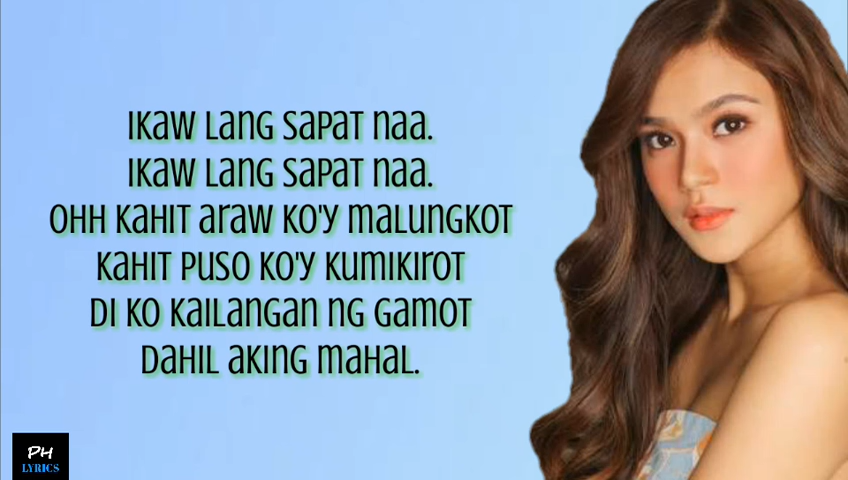 Ikaw lang sapat naa.
Ikaw lang sapat naa.
Ohh kahit araw ko'y malungkot
Kahit puso ko'y kumikirot
Di ko kailangan ng gamot
Dahil aking mahal.
PH
LYRICS